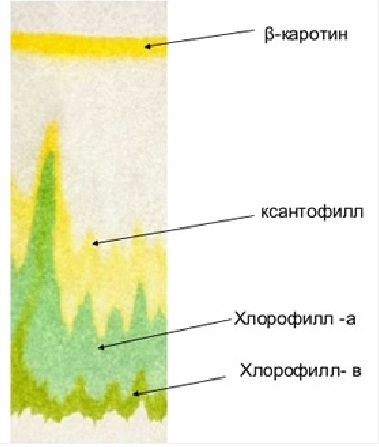 β-каротин
ксантофилл
Хлорофилл -а
Хлорофилл- в